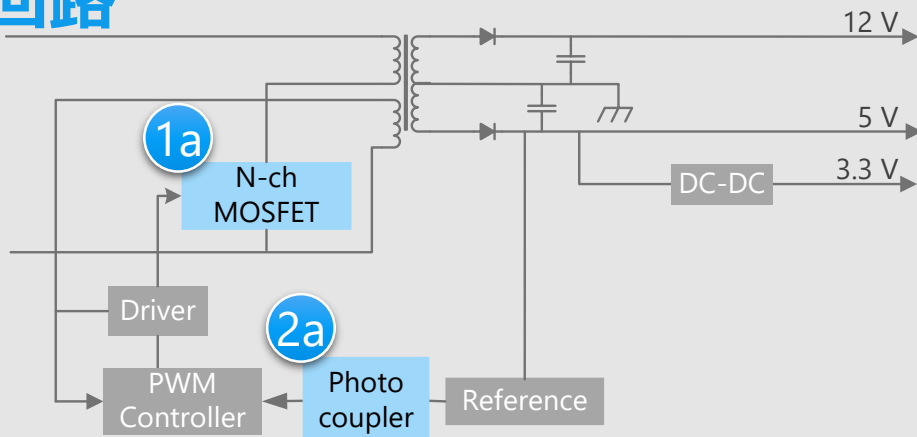 回路
12 V
5 V
3.3 V
1a
N-ch
MOSFET
DC-DC
Driver
2a
PWM
Controller
Photo
coupler
Reference